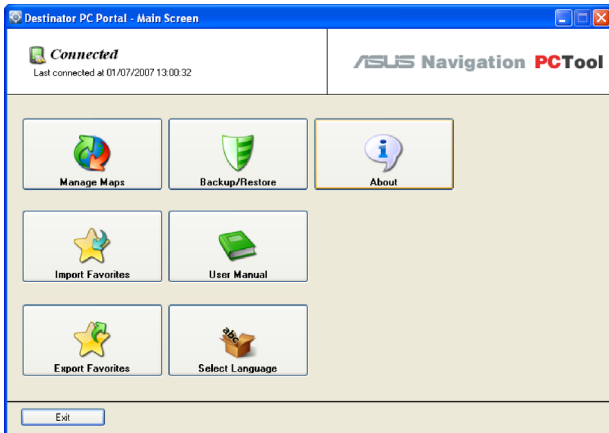 Destinator PC Portal - Main Screen
Connected
Last connected at 01/07/2007 13:00:32
ASUS Navigation PCTool
Manage Maps
Backup/Restore
About
Import Favorites
User Manual
Export Favorites
abc
Select Language
Exit